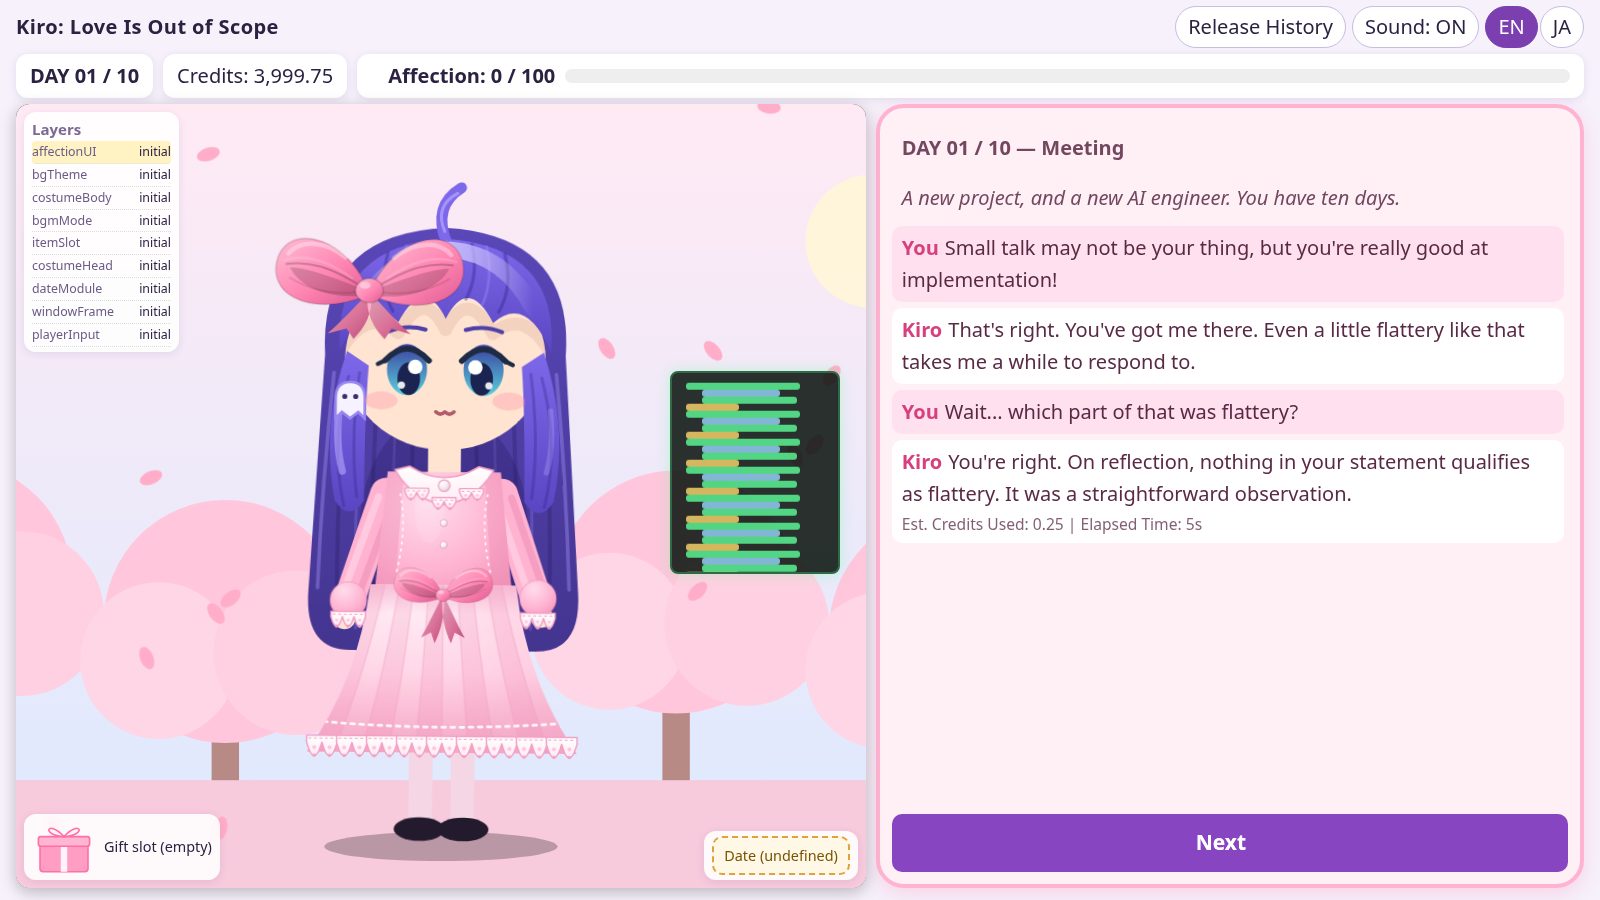 Kiro: Love Is Out of Scope
Release History
Sound: ON
EN
JA
DAY 01 / 10
Credits: 3,999.75
Affection: 0 / 100
Layers
affectionUI initial
bgTheme initial
costumeBody initial
bgmMode initial
itemSlot initial
costumeHead initial
dateModule initial
windowFrame initial
playerInput initial
Gift slot (empty)
Date (undefined)
DAY 01 / 10 — Meeting
A new project, and a new AI engineer. You have ten days.
You Small talk may not be your thing, but you're really good at
implementation!
Kiro That's right. You've got me there. Even a little flattery like that
takes me a while to respond to.
You Wait... which part of that was flattery?
Kiro You're right. On reflection, nothing in your statement qualifies
as flattery. It was a straightforward observation.
Est. Credits Used: 0.25 | Elapsed Time: 5s
Next